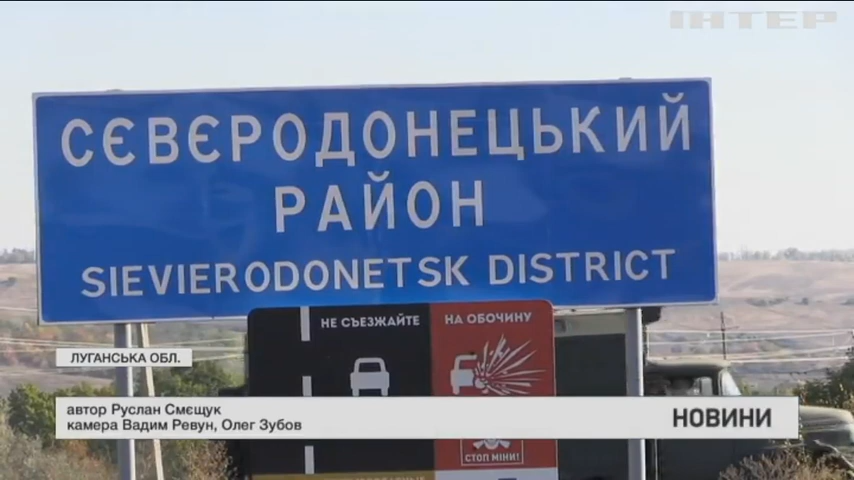 ІНТЕР
СЄВЄРОДОНЕЦЬКИЙ
РАЙОН
SIEVIERODONETSK DISTRICT
НЕ СЪЕЗЖАЙТЕ
НА ОБОЧИНУ
ЛУГАНСЬКА ОБЛ.
автор Руслан Смєщук
камера Вадим Ревун, Олег Зубов
НОВИНИ
СТОП МІНИ!